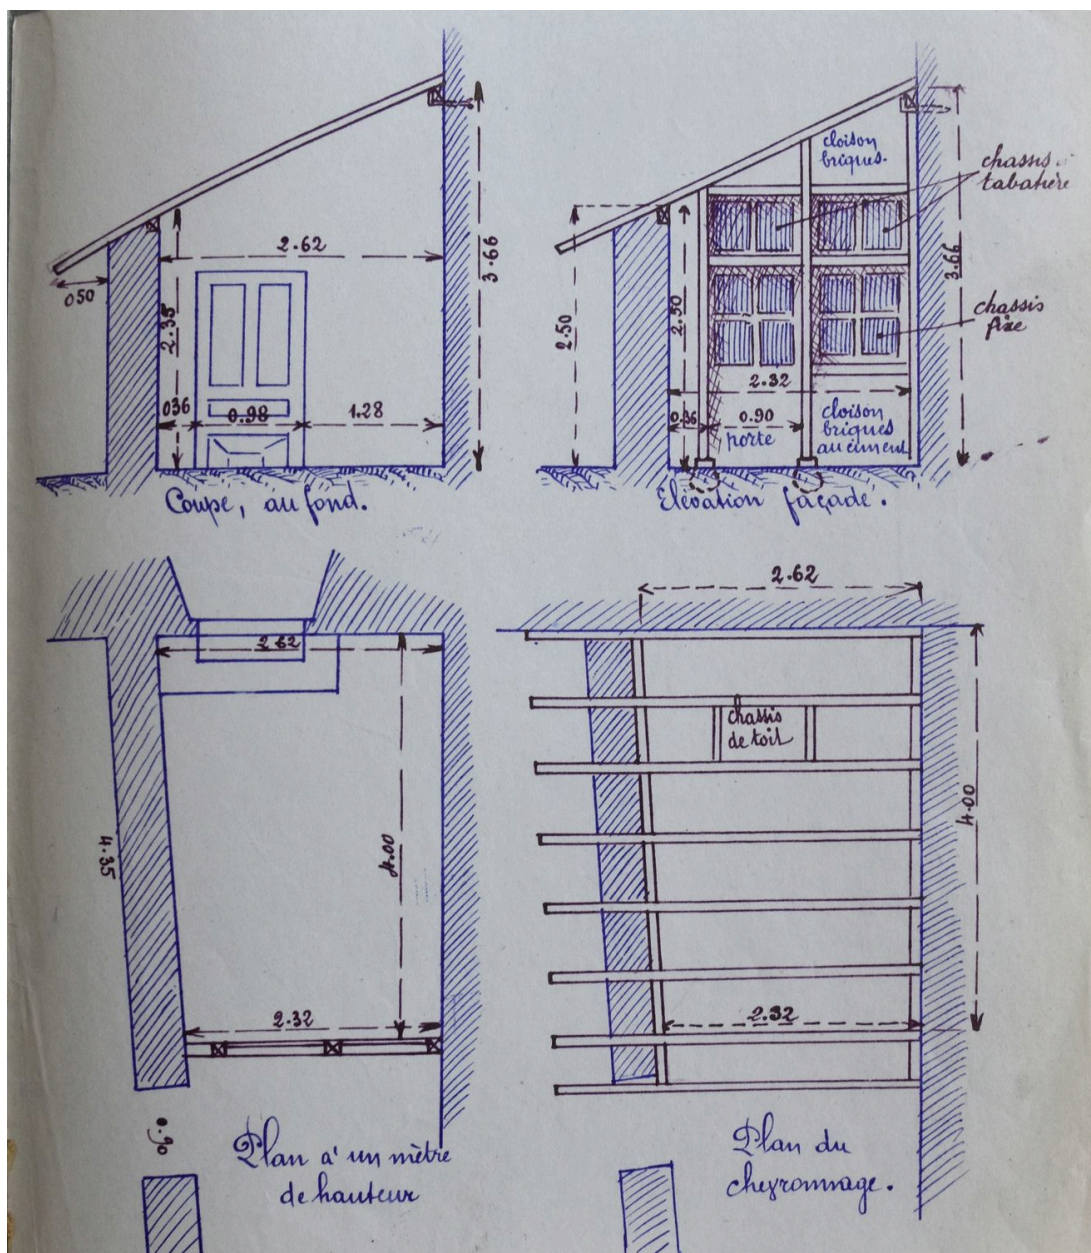 cloison
briques.
chassis à
tabatière
2.62
3.66
050
2.35
036
0.98
1.28
2.50
2.50
3.66
chassis
fixe
2.32
0.36
0.90
porte
cloison
briques
au ciment
Coupe, au fond.
Elévation façade.
2.62
4.35
4.00
2.32
0.90
Plan à un mètre
de hauteur
2.62
chassis
de toit
4.00
2.32
Plan du
chevronnage.